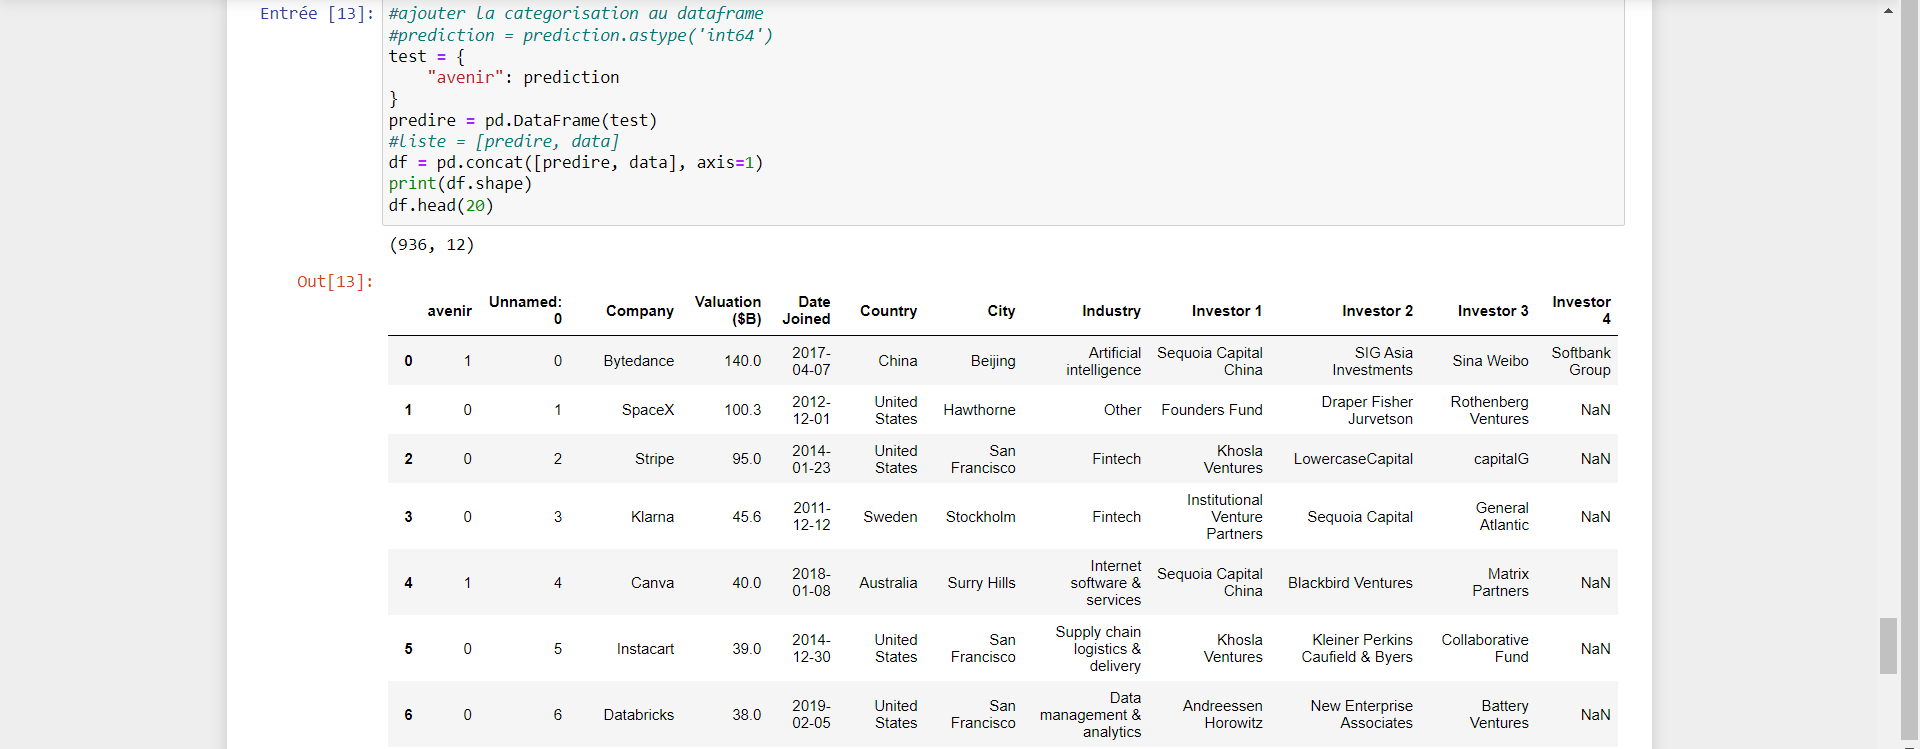 Entrée [13]: #ajouter la categorisation au dataframe
#prediction = prediction.astype('int64')
test = {
    "avenir": prediction
}
predire = pd.DataFrame(test)
#liste = [predire, data]
df = pd.concat([predire, data], axis=1)
print(df.shape)
df.head(20)
(936, 12)
Out[13]:
avenir Unnamed: 0 Company Valuation ($B) Date Joined Country City Industry Investor 1 Investor 2 Investor 3 Investor 4
0 1 0 Bytedance 140.0 2017-04-07 China Beijing Artificial intelligence Sequoia Capital China SIG Asia Investments Sina Weibo Softbank Group
1 0 1 SpaceX 100.3 2012-12-01 United States Hawthorne Other Founders Fund Draper Fisher Jurvetson Rothenberg Ventures NaN
2 0 2 Stripe 95.0 2014-01-23 United States San Francisco Fintech Khosla Ventures LowercaseCapital capitalG NaN
3 0 3 Klarna 45.6 2011-12-12 Sweden Stockholm Fintech Institutional Venture Partners Sequoia Capital General Atlantic NaN
4 1 4 Canva 40.0 2018-01-08 Australia Surry Hills Internet software & services Sequoia Capital China Blackbird Ventures Matrix Partners NaN
5 0 5 Instacart 39.0 2014-12-30 United States San Francisco Supply chain logistics & delivery Khosla Ventures Kleiner Perkins Caufield & Byers Collaborative Fund NaN
6 0 6 Databricks 38.0 2019-02-05 United States San Francisco Data management & analytics Andreessen Horowitz New Enterprise Associates Battery Ventures NaN